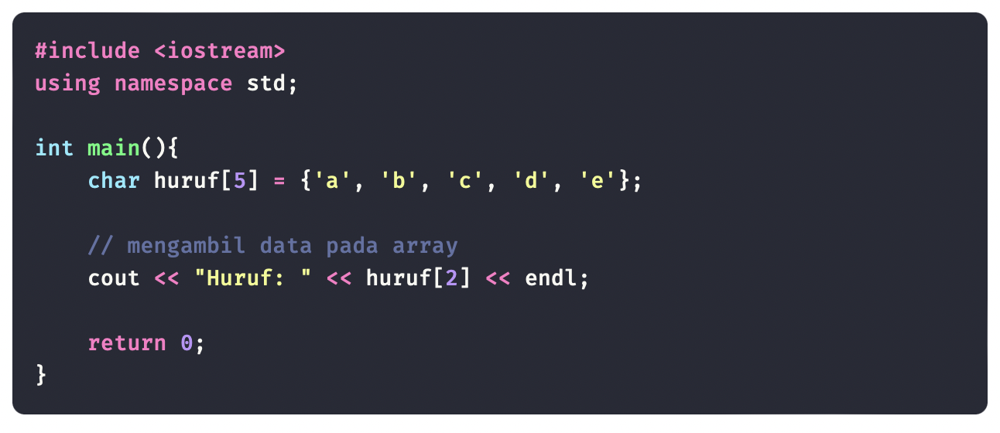 #include <iostream>
using namespace std;
int main(){
    char huruf[5] = {'a', 'b', 'c', 'd', 'e'};
    // mengambil data pada array
    cout << "Huruf: " << huruf[2] << endl;
    return 0;
}